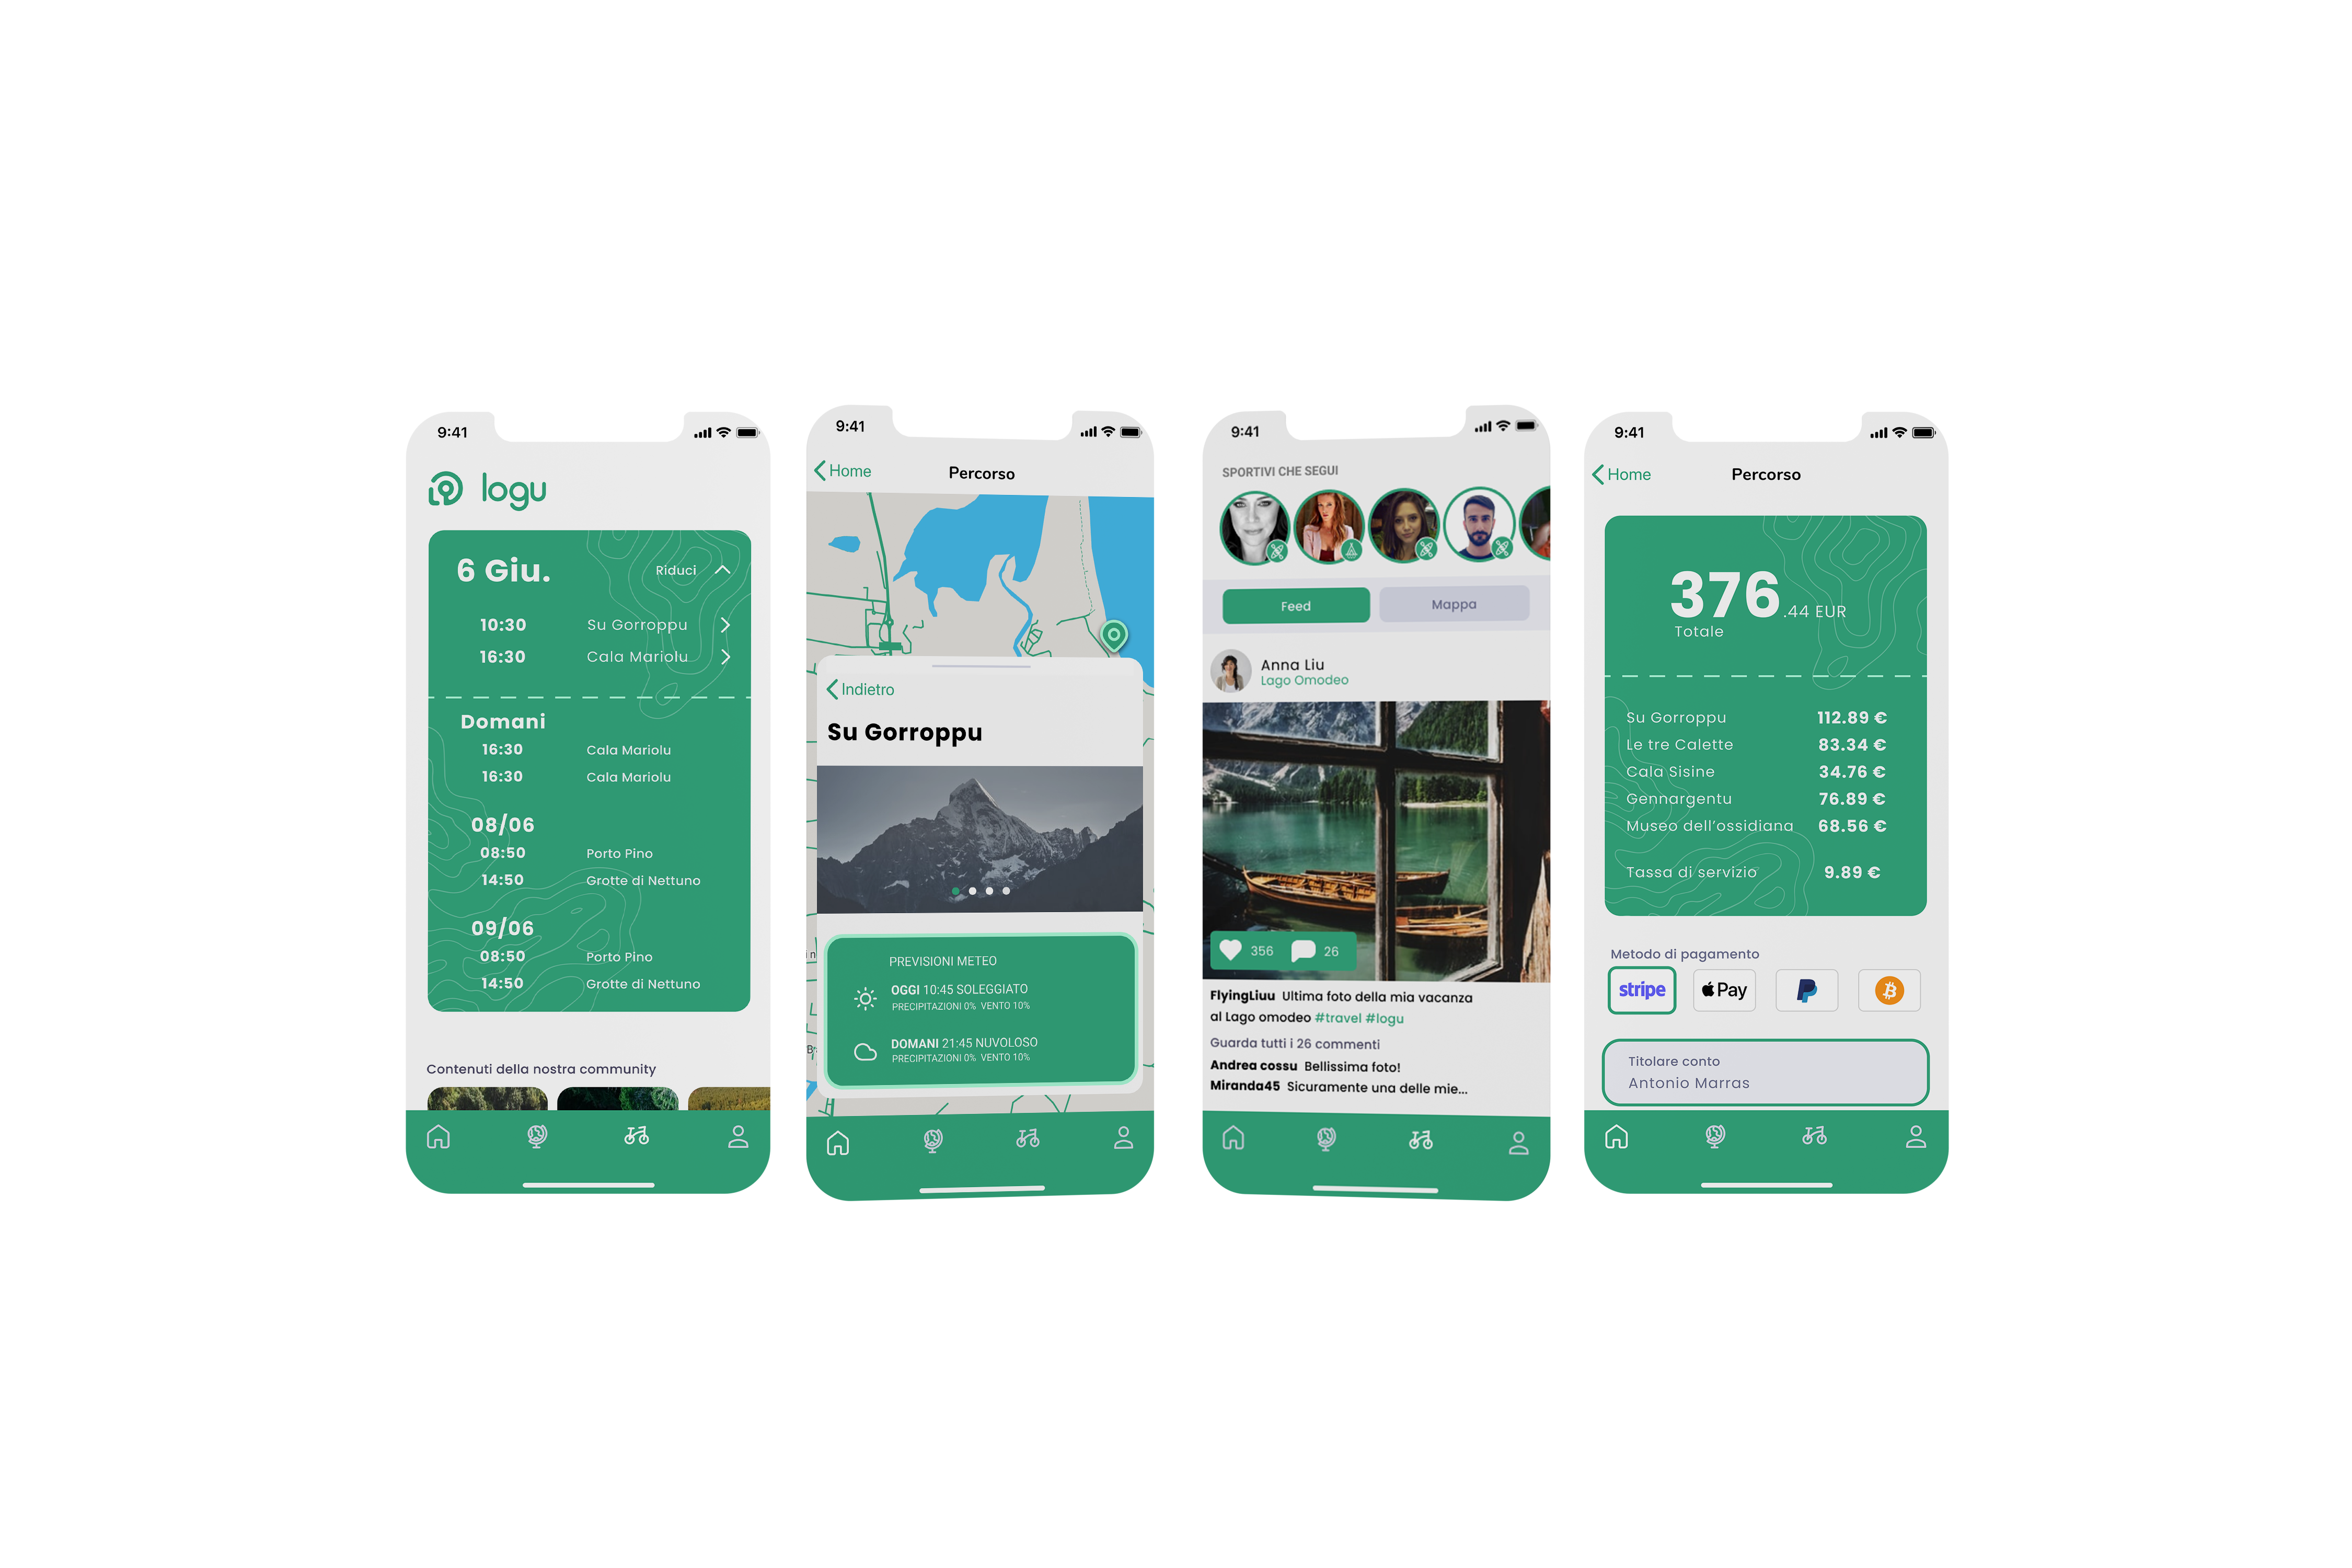 9:41
logu
6 Giu.
Riduci
10:30 Su Gorroppu
16:30 Cala Mariolu
Domani
16:30 Cala Mariolu
16:30 Cala Mariolu
08/06
08:50 Porto Pino
14:50 Grotte di Nettuno
09/06
08:50 Porto Pino
14:50 Grotte di Nettuno
Contenuti della nostra community
9:41
Home
Percorso
Indietro
Su Gorroppu
PREVISIONI METEO
OGGI 10:45 SOLEGGIATO
PRECIPITAZIONI 0% VENTO 10%
DOMANI 21:45 NUVOLOSO
PRECIPITAZIONI 0% VENTO 10%
9:41
SPORTIVI CHE SEGUI
Feed
Mappa
Anna Liu
Lago Omodeo
356
26
FlyingLiuu Ultima foto della mia vacanza
al Lago omodeo #travel #logu
Guarda tutti i 26 commenti
Andrea cossu Bellissima foto!
Miranda45 Sicuramente una delle mie...
9:41
Home
Percorso
376.44 EUR
Totale
Su Gorroppu 112.89 €
Le tre Calette 83.34 €
Cala Sisine 34.76 €
Gennargentu 76.89 €
Museo dell'ossidiana 68.56 €
Tassa di servizio 9.89 €
Metodo di pagamento
stripe
Pay
Titolare conto
Antonio Marras